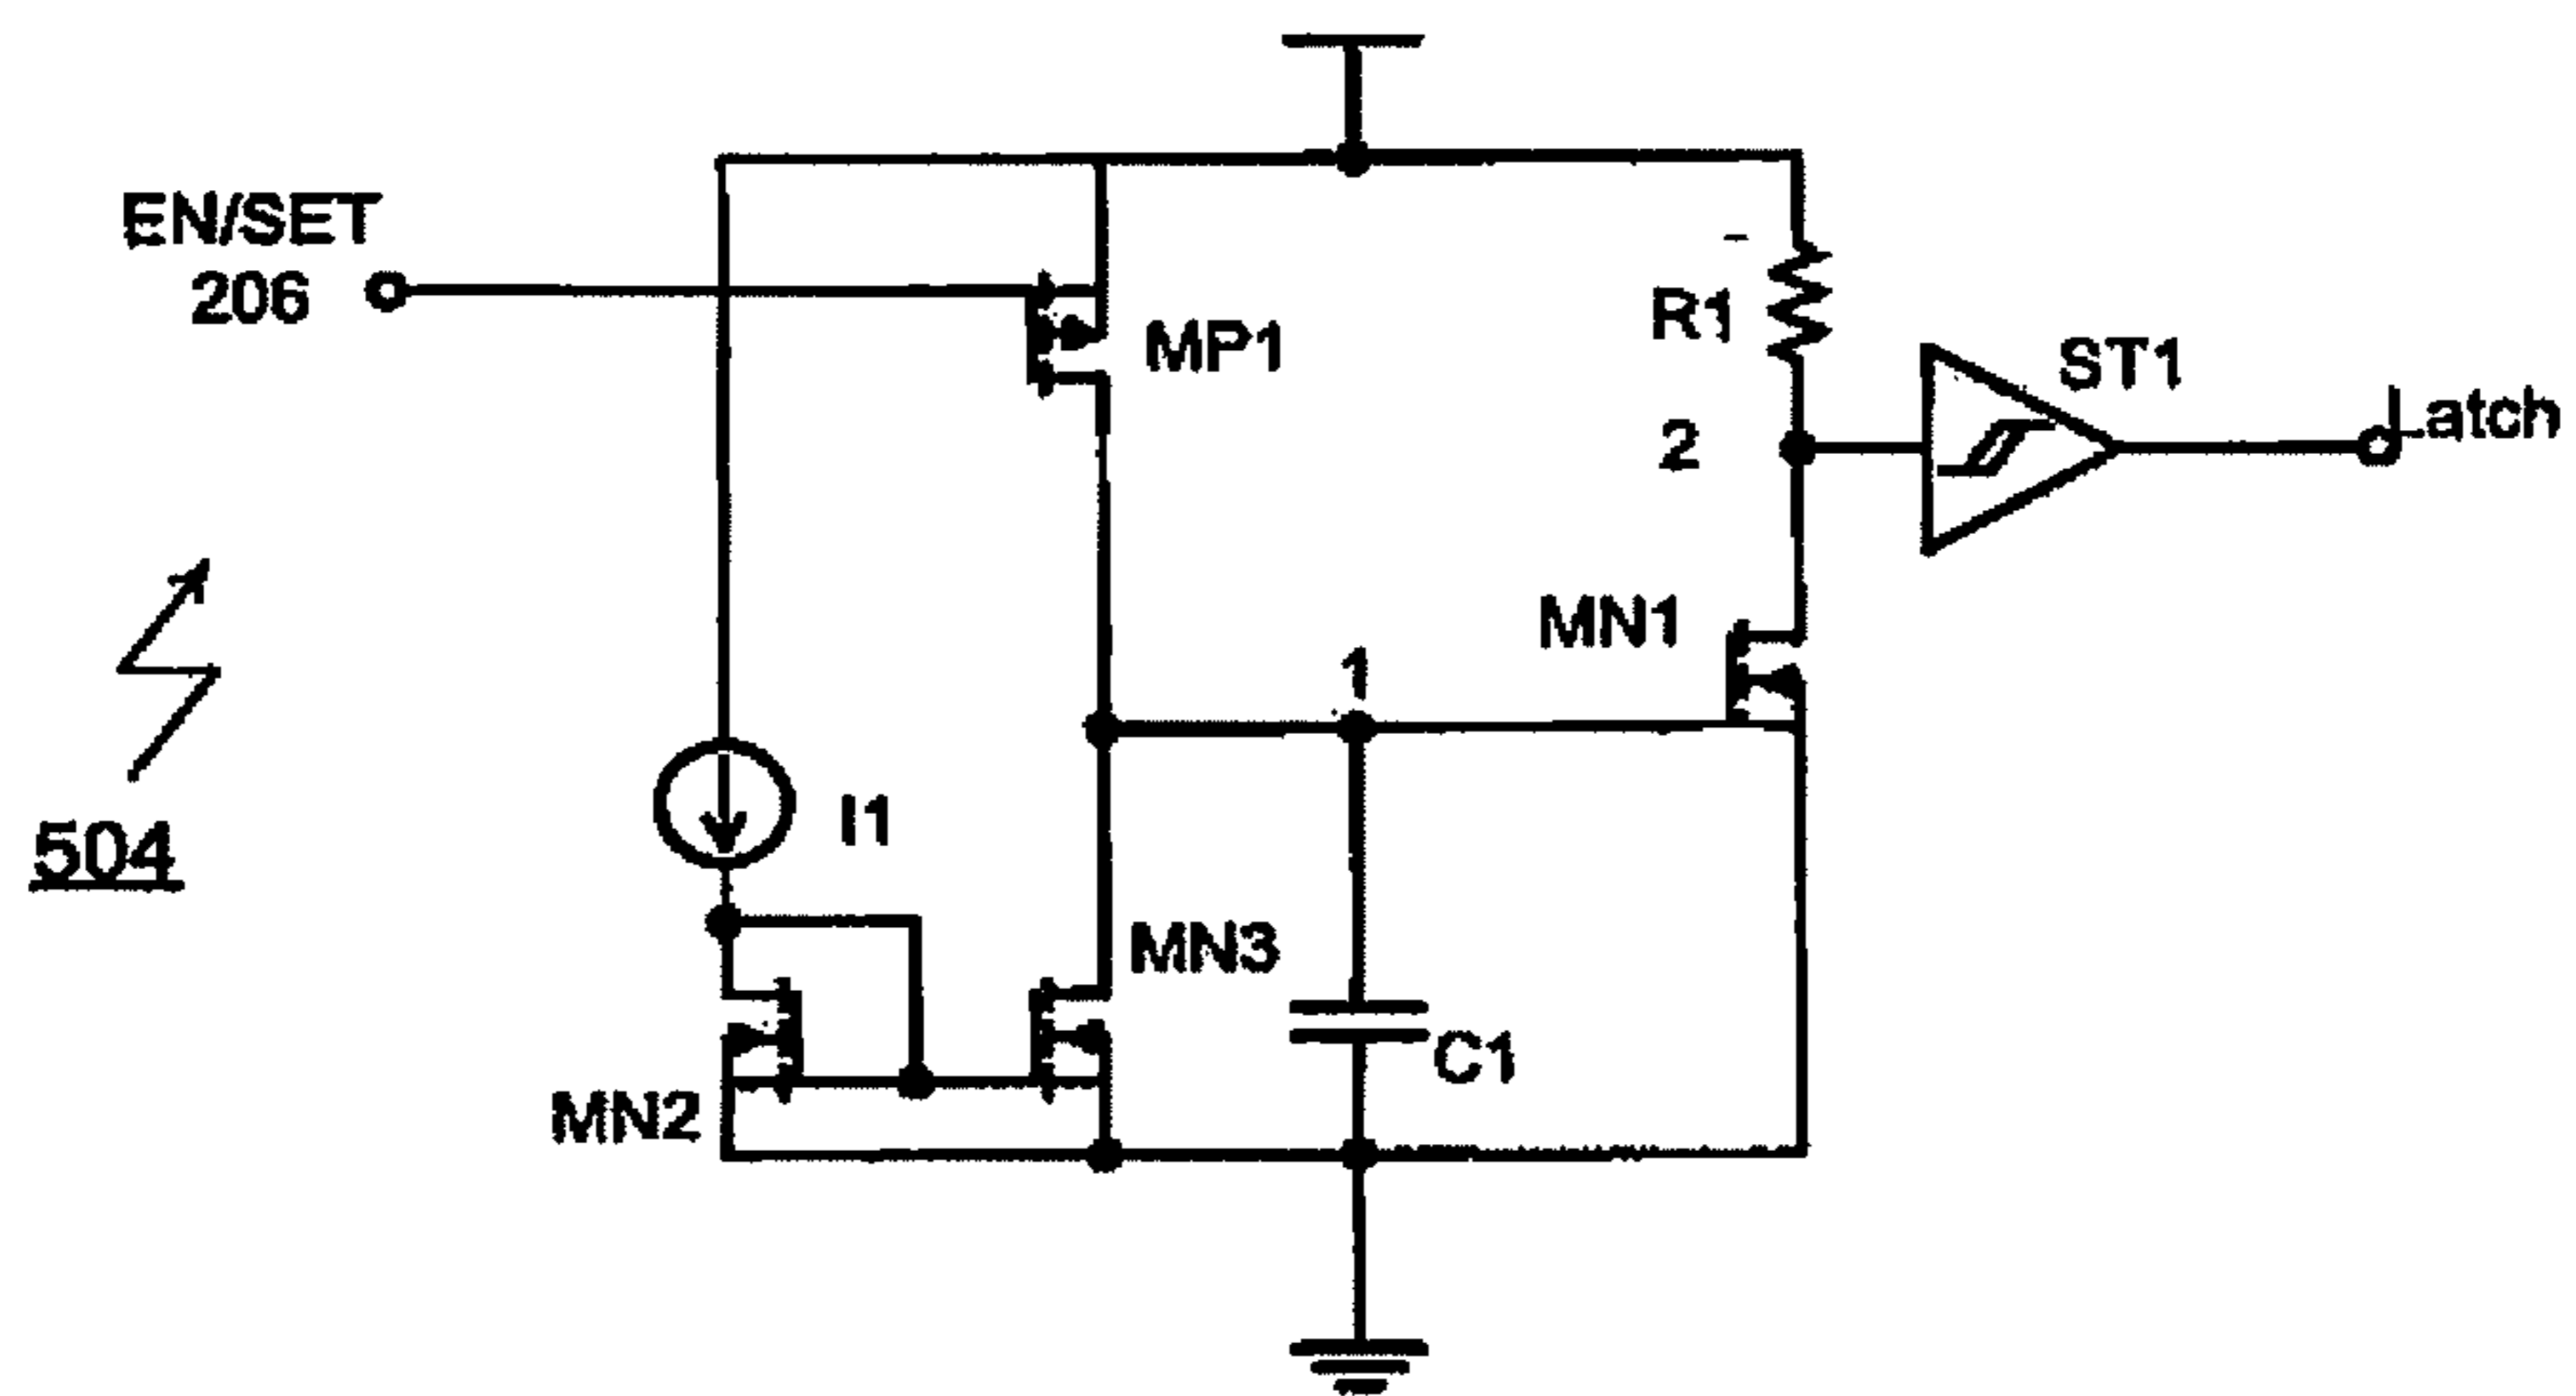 EN/SET
206
MP1
R1
ST1
Latch
2
MN1
1
504
I1
MN3
C1
MN2